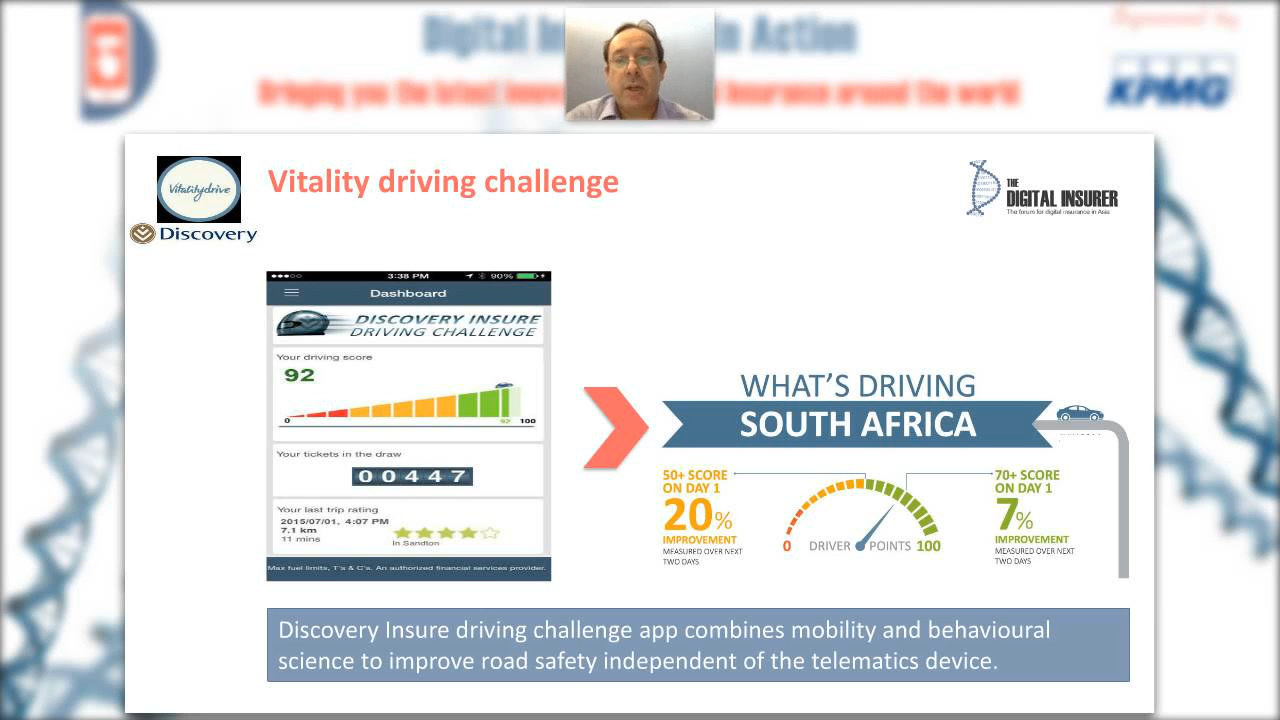 Digital In
n Action
Sponsored by
Bringing you the latest innov
Insurance around the world
KPMG
Vitalitydrive
Discovery
Vitality driving challenge
THE
DIGITAL INSURER
The forum for digital insurance in Asia
3:38 PM
90%
Dashboard
DISCOVERY INSURE
DRIVING CHALLENGE
Your driving score
92
0 92 100
Your tickets in the draw
00447
Your last trip rating
2015/07/01, 4:07 PM
7.1 km
11 mins
In Sandton
Max fuel limits, T's & C's. An authorized financial services provider.
WHAT'S DRIVING
SOUTH AFRICA
50+ SCORE
ON DAY 1
20%
IMPROVEMENT
MEASURED OVER NEXT
TWO DAYS
0 DRIVER POINTS 100
70+ SCORE
ON DAY 1
7%
IMPROVEMENT
MEASURED OVER NEXT
TWO DAYS
Discovery Insure driving challenge app combines mobility and behavioural
science to improve road safety independent of the telematics device.